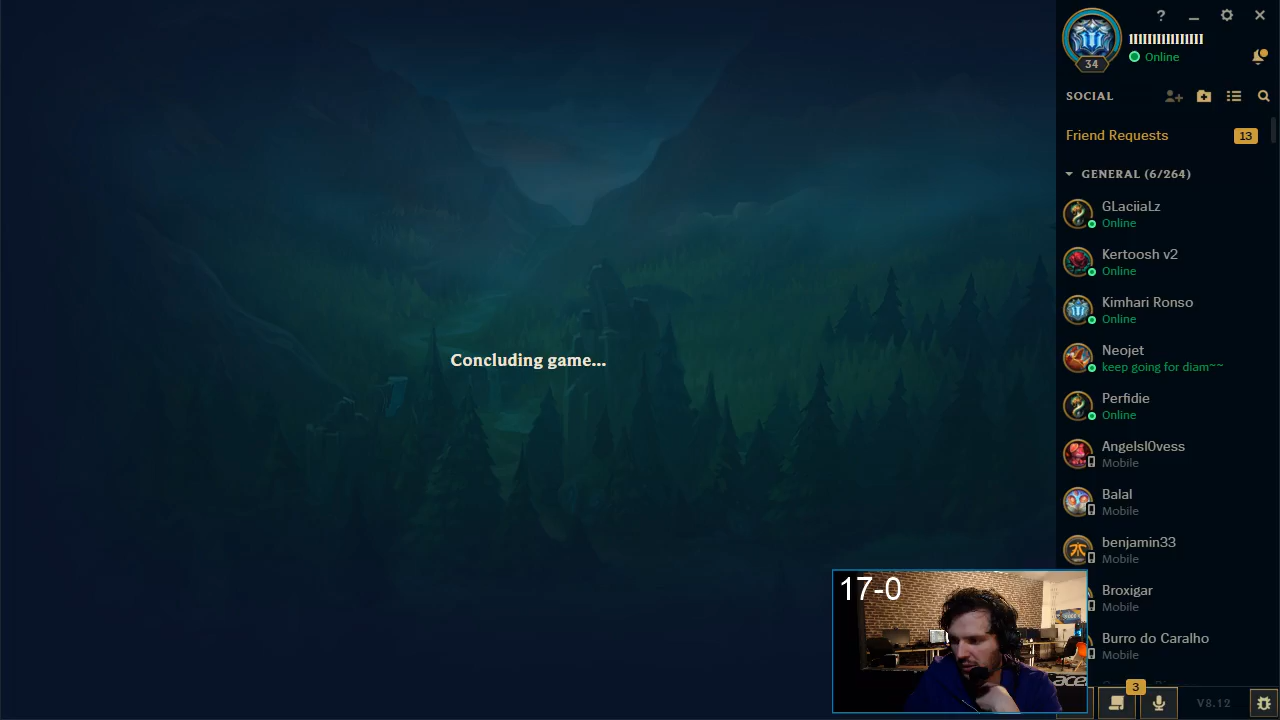 34
Online
SOCIAL
Friend Requests
13
GENERAL (6/264)
GLaciiaLz
Online
Kertoosh v2
Online
Kimhari Ronso
Online
Neojet
keep going for diam~~
Concluding game...
Perfidie
Online
Angelsl0vess
Mobile
Balal
Mobile
benjamin33
Mobile
17-0
Broxigar
Mobile
Burro do Caralho
Mobile
acer
3
V8.12